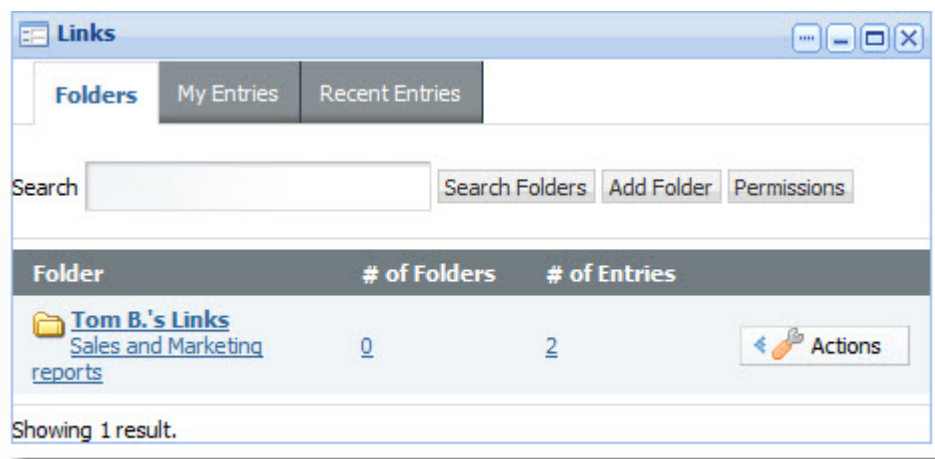 Links
Folders My Entries Recent Entries
Search Search Folders Add Folder Permissions
Folder # of Folders # of Entries
Tom B.'s Links
Sales and Marketing 0 2 Actions
reports
Showing 1 result.